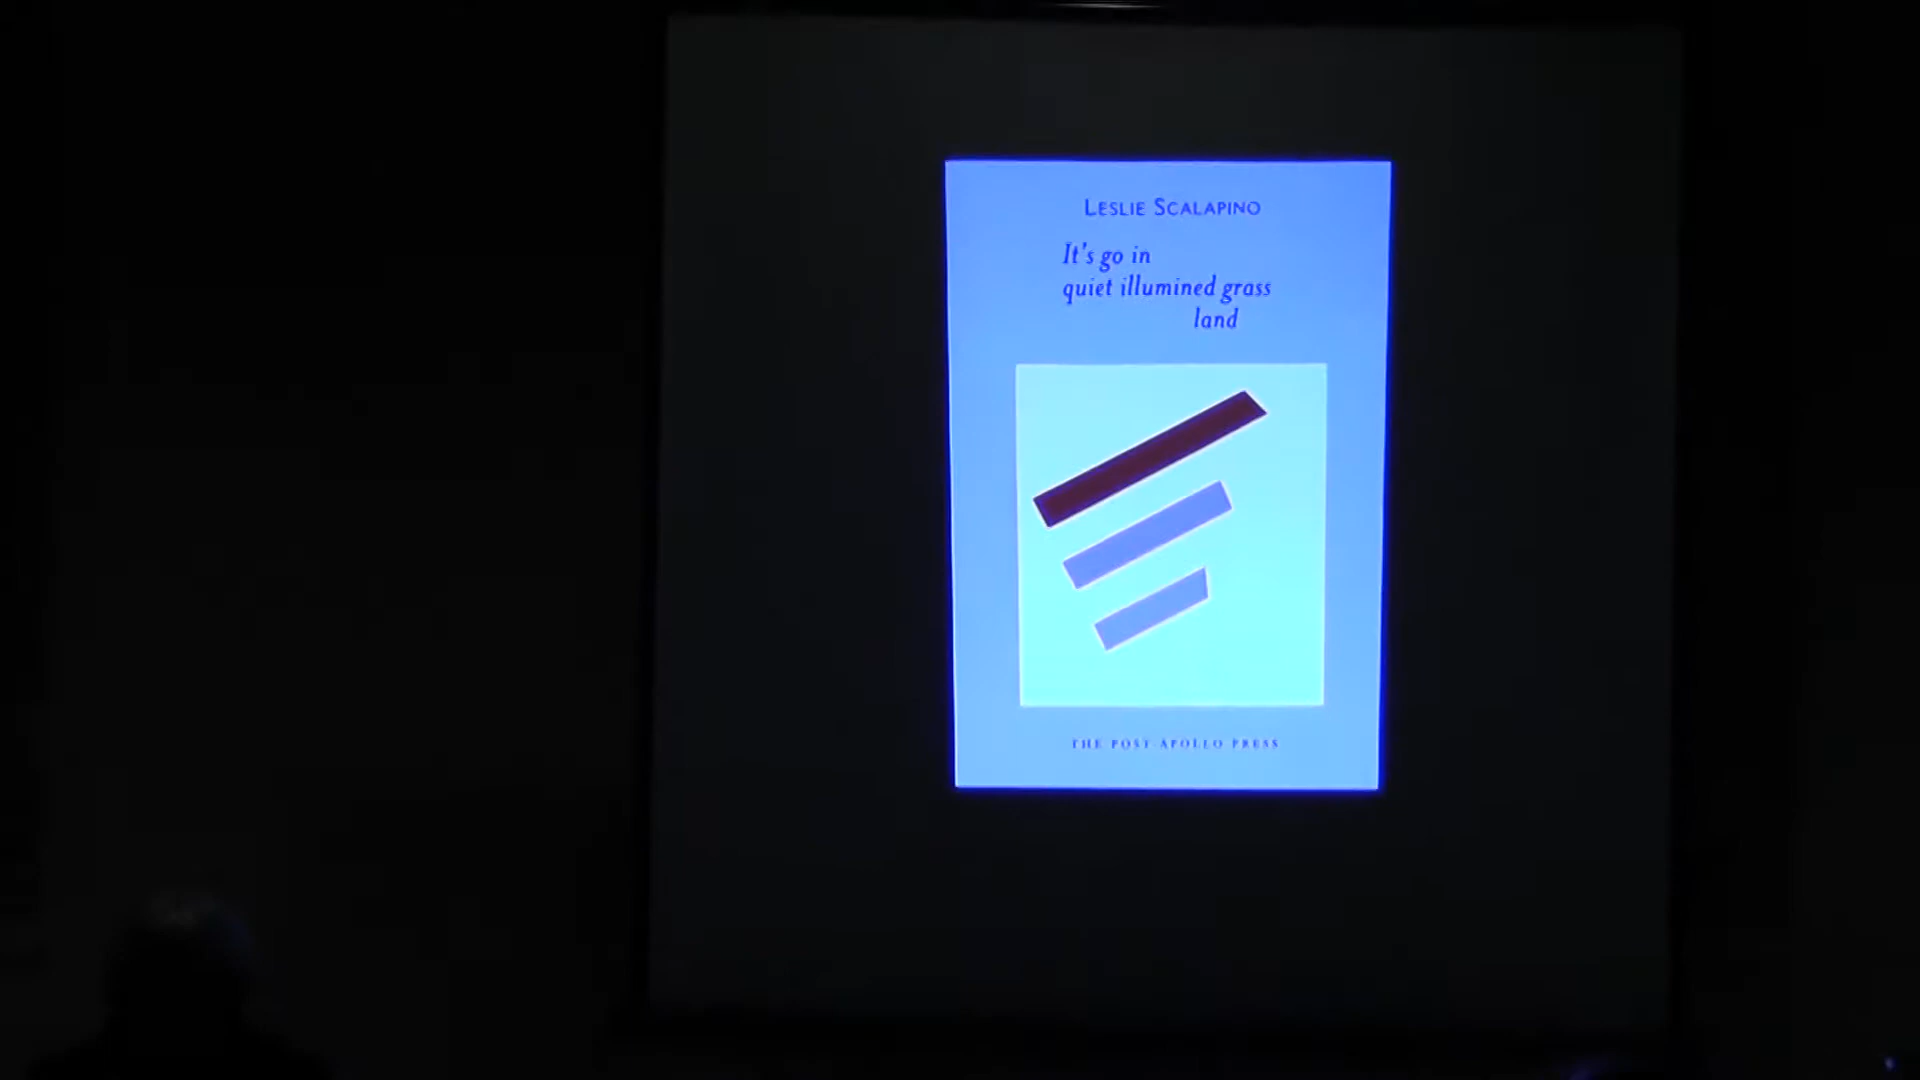 LESLIE SCALAPINO
It's go in
quiet illumined grass
land
THE POST-APOLLO PRESS